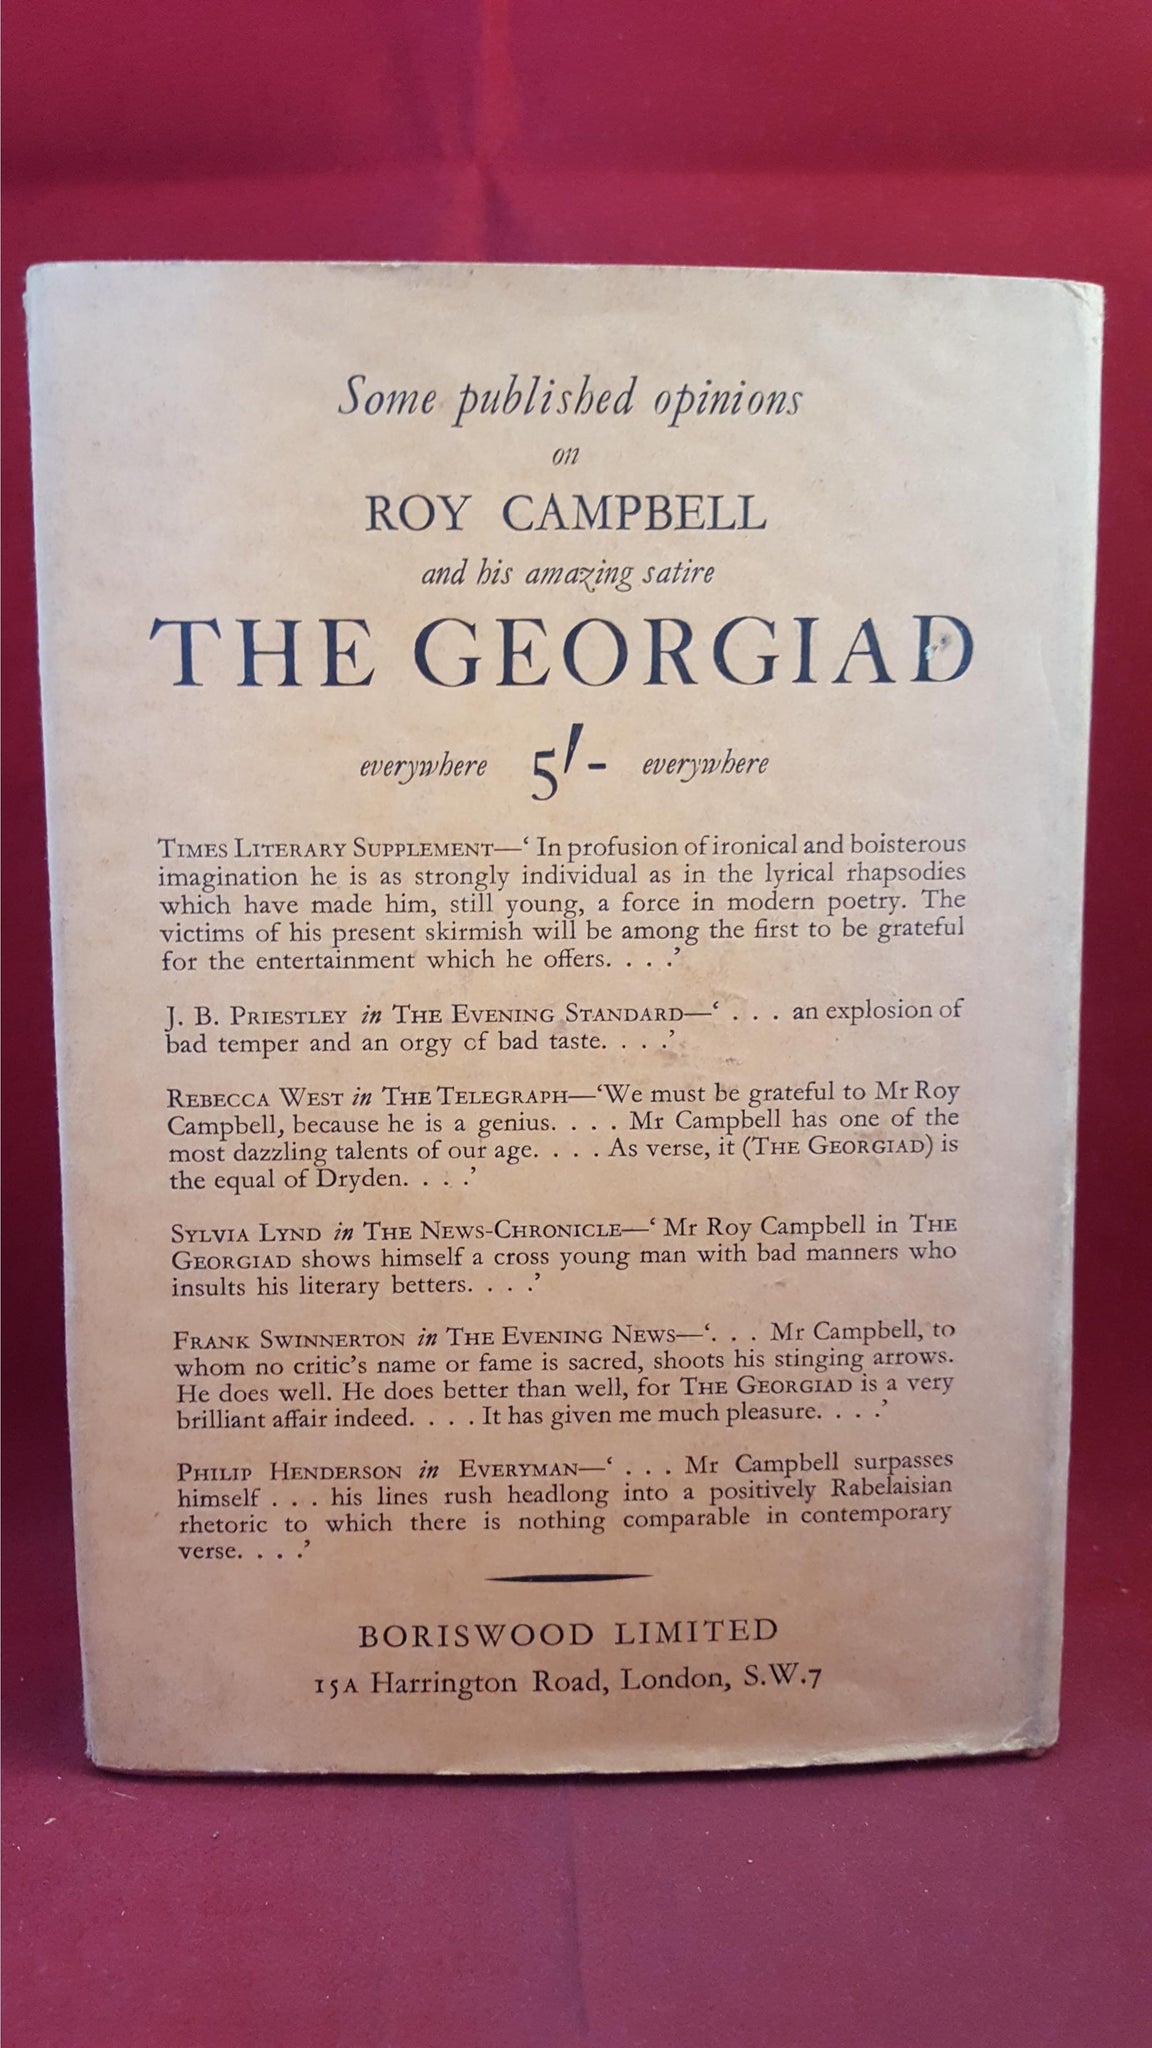 Some published opinions
on
ROY CAMPBELL
and his amazing satire
THE GEORGIAD
everywhere 5/- everywhere
TIMES LITERARY SUPPLEMENT—‘ In profusion of ironical and boisterous
imagination he is as strongly individual as in the lyrical rhapsodies
which have made him, still young, a force in modern poetry. The
victims of his present skirmish will be among the first to be grateful
for the entertainment which he offers. . . .’
J. B. PRIESTLEY in THE EVENING STANDARD—‘ . . . an explosion of
bad temper and an orgy of bad taste. . . .’
REBECCA WEST in THE TELEGRAPH—‘We must be grateful to Mr Roy
Campbell, because he is a genius. . . . Mr Campbell has one of the
most dazzling talents of our age. . . . As verse, it (THE GEORGIAD) is
the equal of Dryden. . . .’
SYLVIA LYND in THE NEWS-CHRONICLE—‘ Mr Roy Campbell in THE
GEORGIAD shows himself a cross young man with bad manners who
insults his literary betters. . . .’
FRANK SWINNERTON in THE EVENING NEWS—‘. . . Mr Campbell, to
whom no critic’s name or fame is sacred, shoots his stinging arrows.
He does well. He does better than well, for THE GEORGIAD is a very
brilliant affair indeed. . . . It has given me much pleasure. . . .’
PHILIP HENDERSON in EVERYMAN—‘ . . . Mr Campbell surpasses
himself . . . his lines rush headlong into a positively Rabelaisian
rhetoric to which there is nothing comparable in contemporary
verse. . . .’
BORISWOOD LIMITED
15A Harrington Road, London, S.W.7